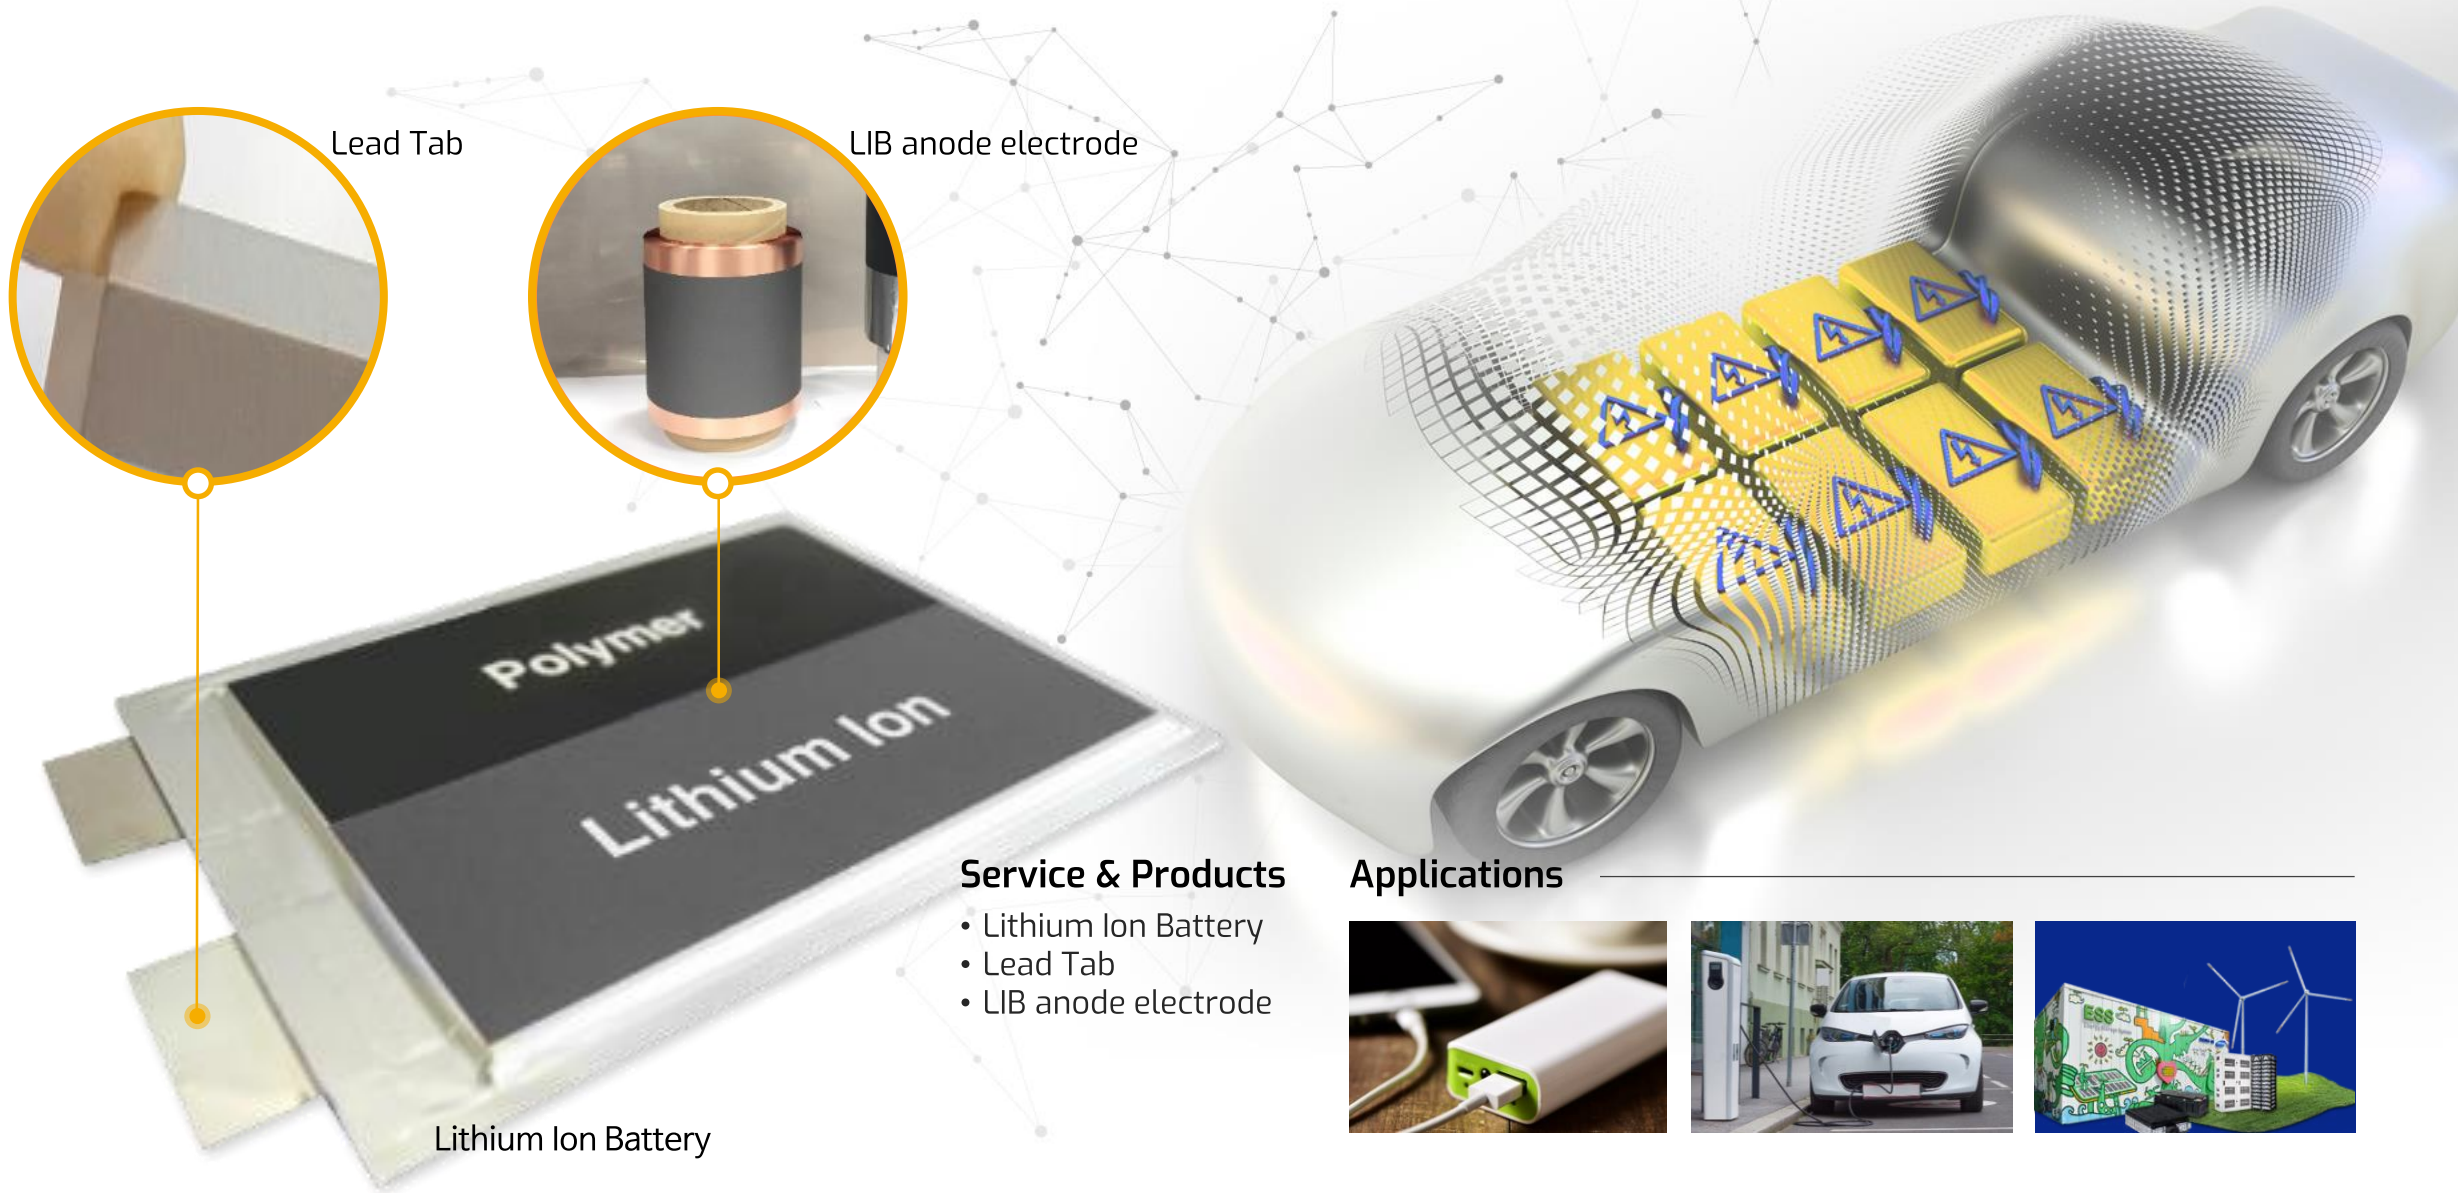 Lead Tab
LIB anode electrode
Polymer
Lithium Ion
Lithium Ion Battery
Service & Products
• Lithium Ion Battery
• Lead Tab
• LIB anode electrode
Applications
ESS